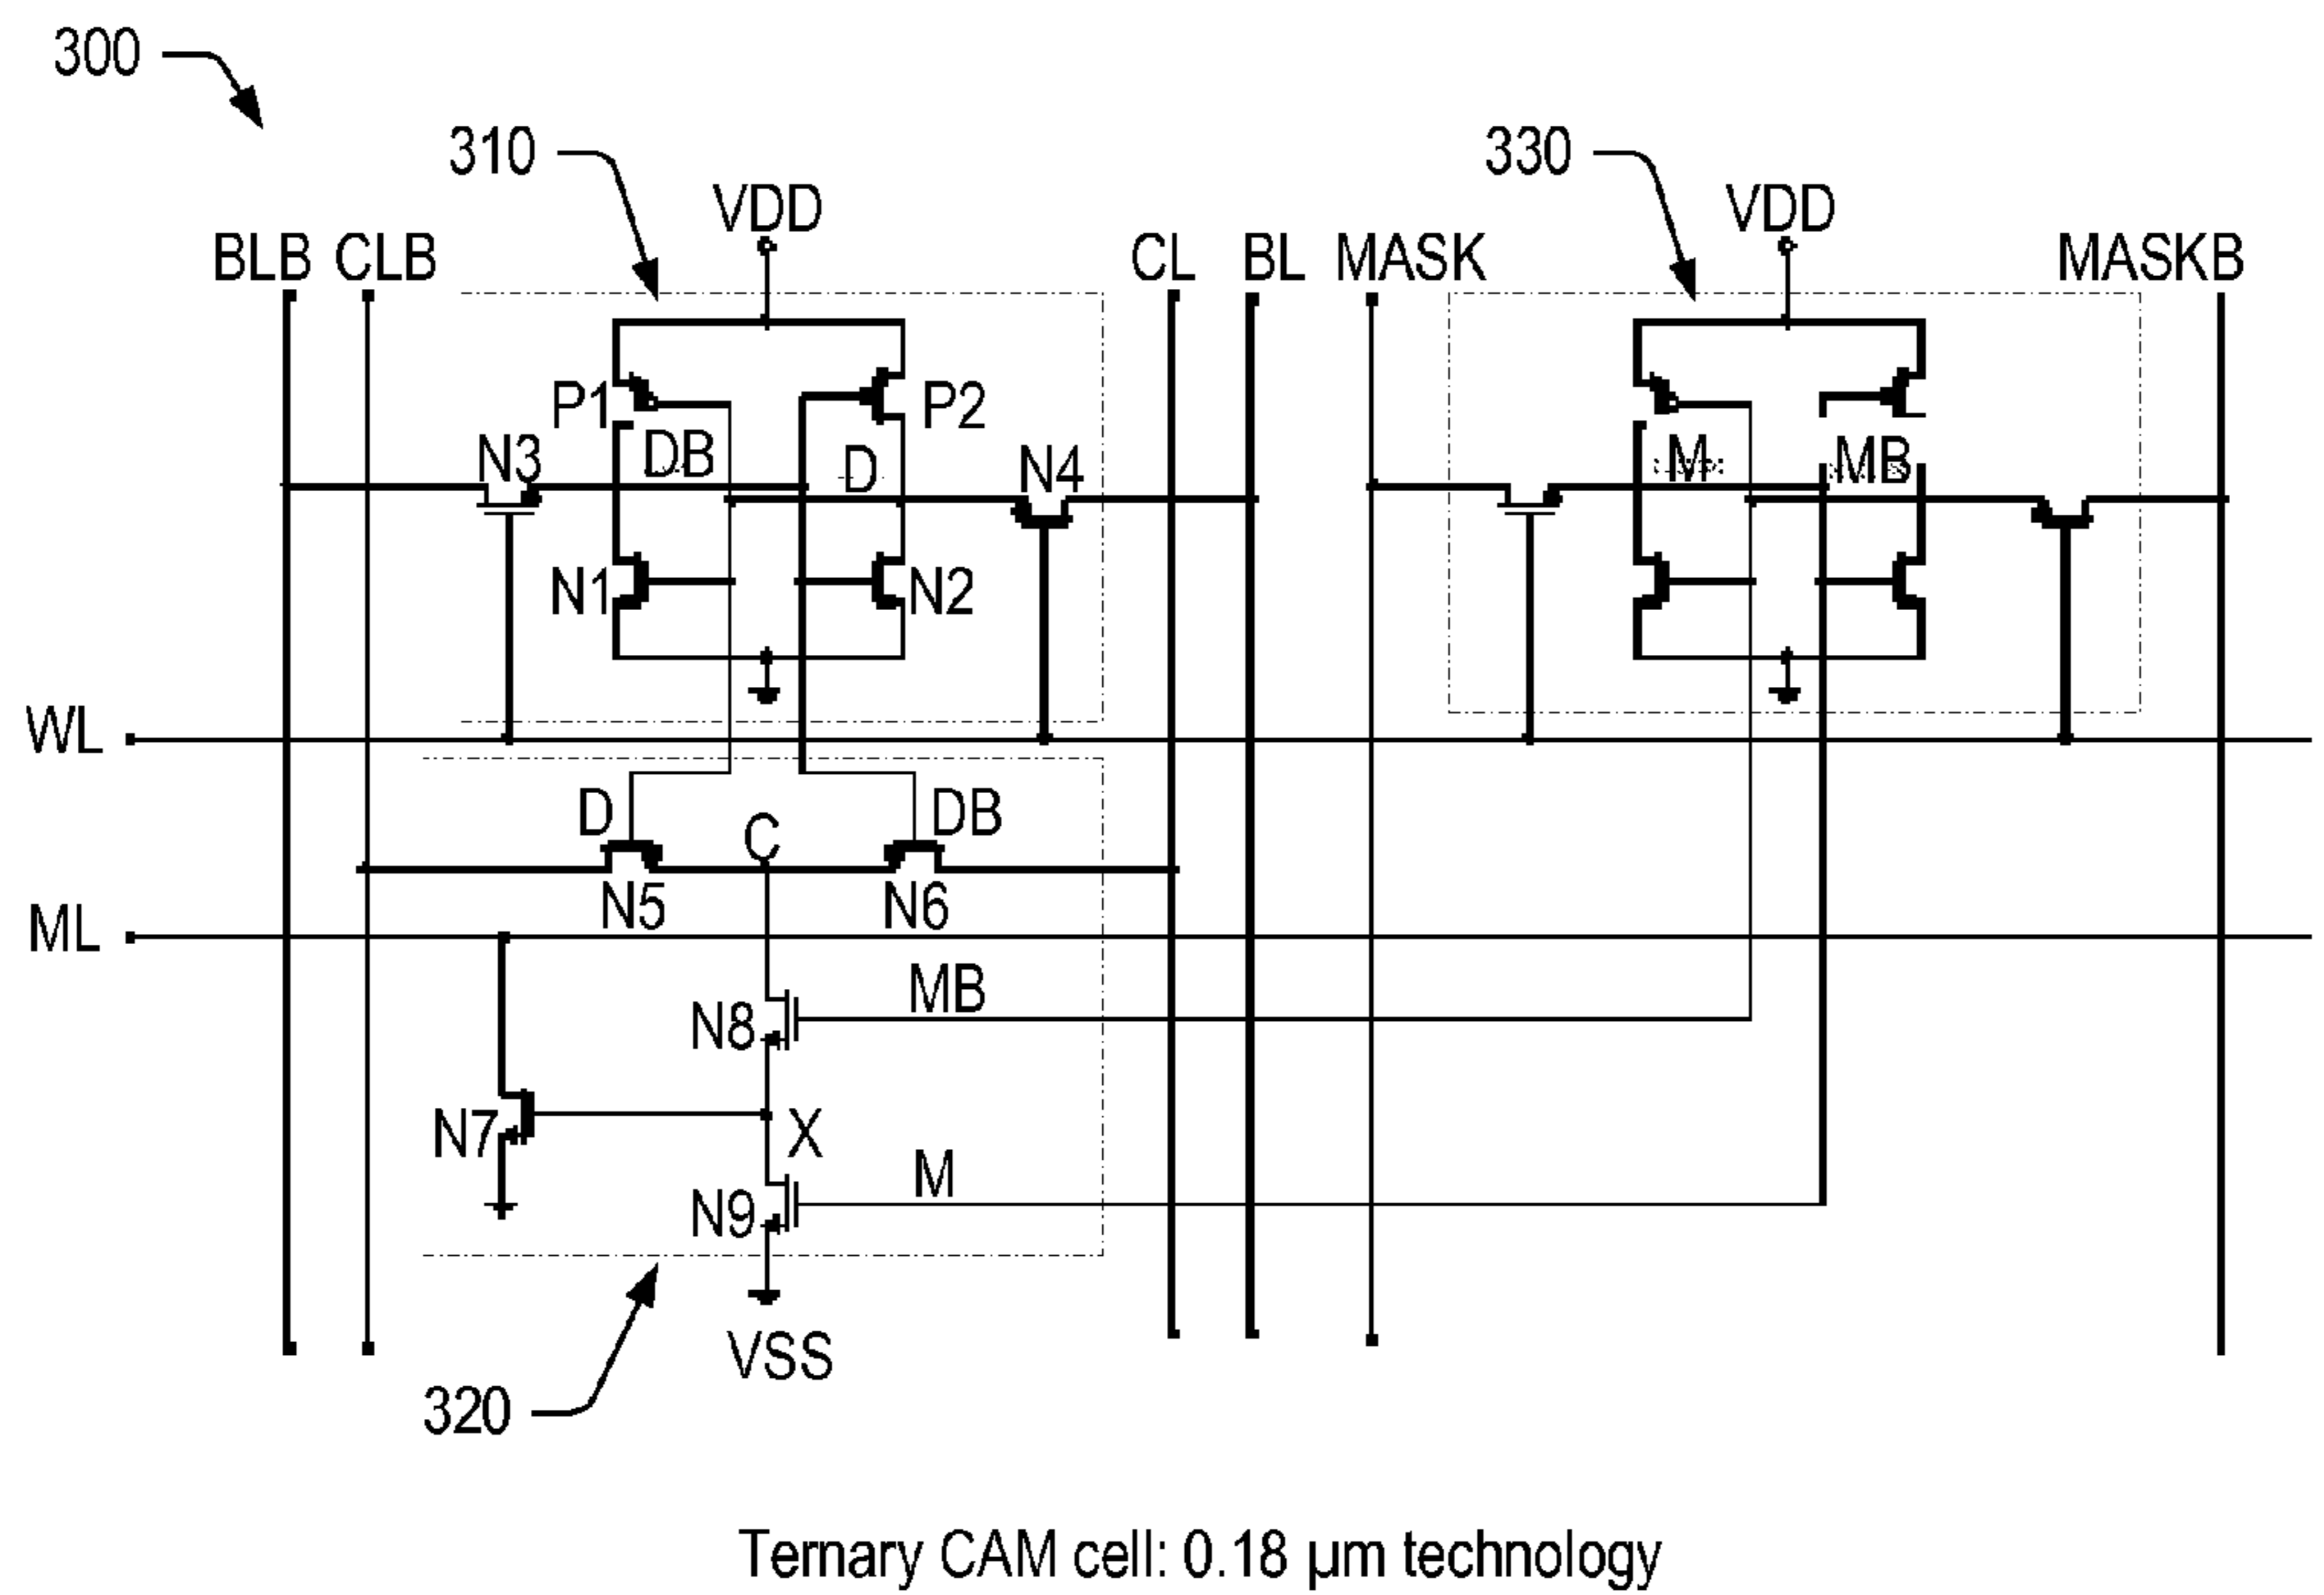 300
310
330
VDD
VDD
BLB
CLB
CL
BL
MASK
MASKB
P1
P2
N3
DB
D
N4
M
MB
N1
N2
WL
D
C
DB
N5
N6
ML
MB
N8
N7
X
M
N9
VSS
320
Ternary CAM cell: 0.18 µm technology